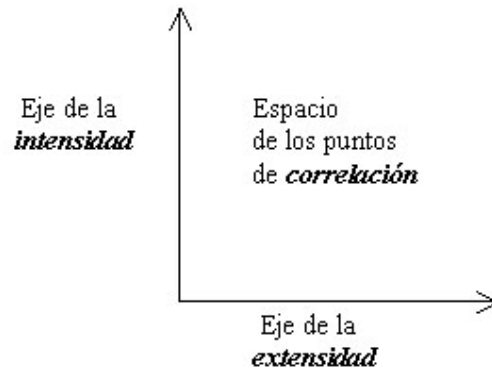 Eje de la
intensidad
Espacio
de los puntos
de correlación
Eje de la
extensidad